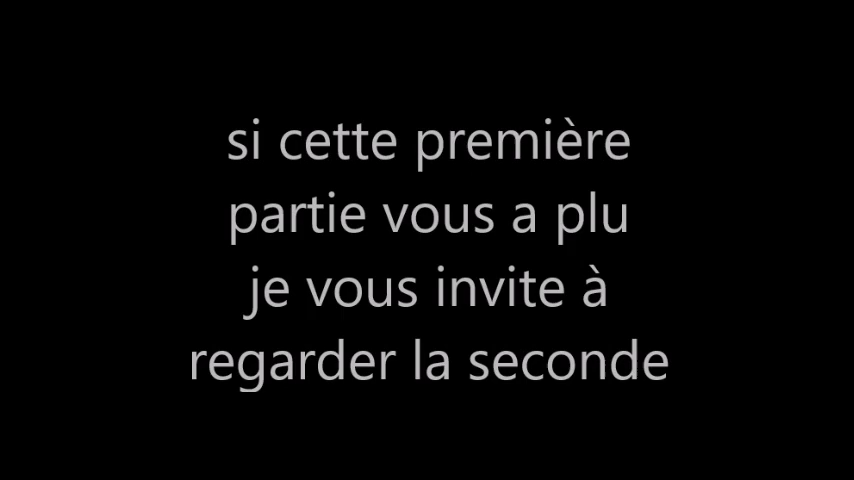 si cette première
partie vous a plu
je vous invite à
regarder la seconde